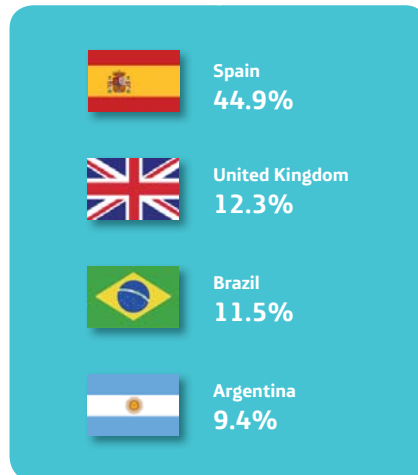 Spain
44.9%
United Kingdom
12.3%
Brazil
11.5%
Argentina
9.4%